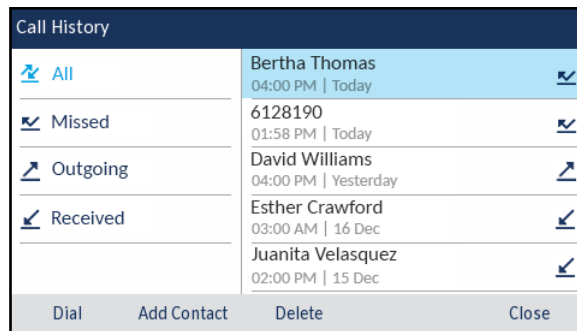 Call History
All
Missed
Outgoing
Received
Bertha Thomas
04:00 PM | Today
6128190
01:58 PM | Today
David Williams
04:00 PM | Yesterday
Esther Crawford
03:00 AM | 16 Dec
Juanita Velasquez
02:00 PM | 15 Dec
Dial Add Contact Delete Close